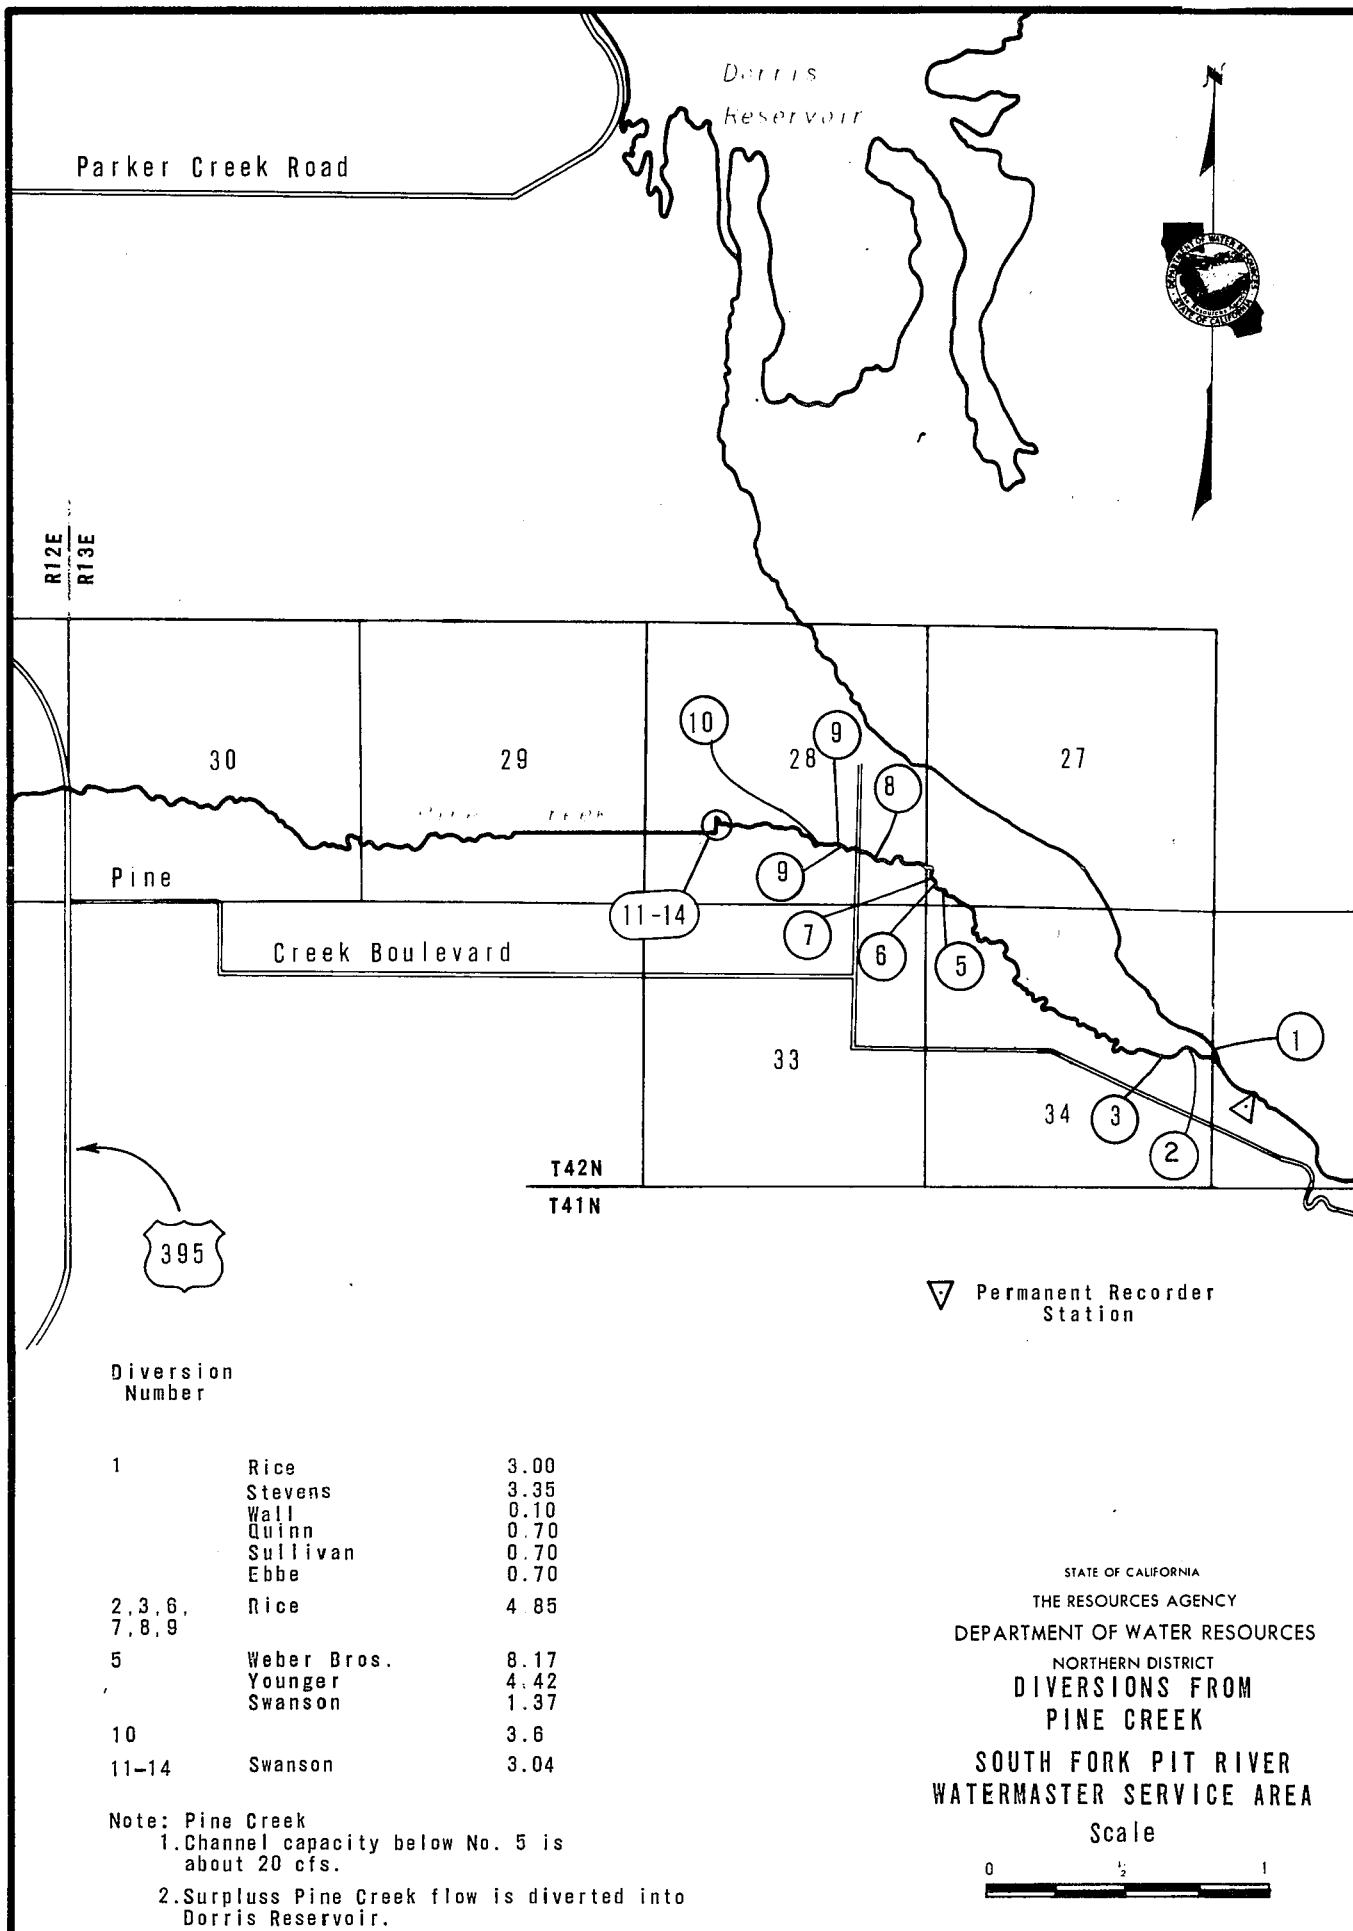 Dorris
Reservoir
N
Parker Creek Road
DEPARTMENT OF WATER RESOURCES
STATE OF CALIFORNIA
R12E
R13E
30
29
28
27
10
9
8
Pine
11-14
9
7
6
5
Creek Boulevard
1
33
34
3
2
T42N
T41N
395
Permanent Recorder
Station
Diversion
Number
1 Rice 3.00
Stevens 3.35
Wall 0.10
Quinn 0.70
Sullivan 0.70
Ebbe 0.70
2,3,6, Rice 4.85
7,8,9
5 Weber Bros. 8.17
Younger 4.42
Swanson 1.37
10 3.6
11-14 Swanson 3.04
Note: Pine Creek
1.Channel capacity below No. 5 is
about 20 cfs.
2.Surpluss Pine Creek flow is diverted into
Dorris Reservoir.
STATE OF CALIFORNIA
THE RESOURCES AGENCY
DEPARTMENT OF WATER RESOURCES
NORTHERN DISTRICT
DIVERSIONS FROM
PINE CREEK
SOUTH FORK PIT RIVER
WATERMASTER SERVICE AREA
Scale
0 ½ 1